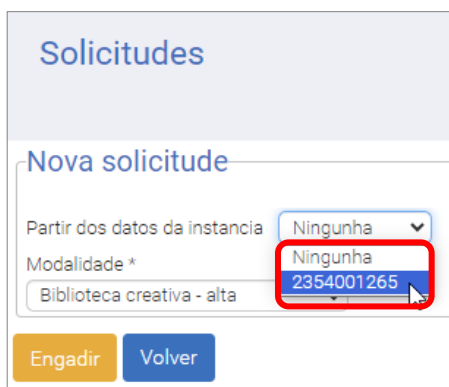 Solicitudes
Nova solicitude
Partir dos datos da instancia Ningunha
Ningunha
2354001265
Modalidade *
Biblioteca creativa - alta
Engadir Volver